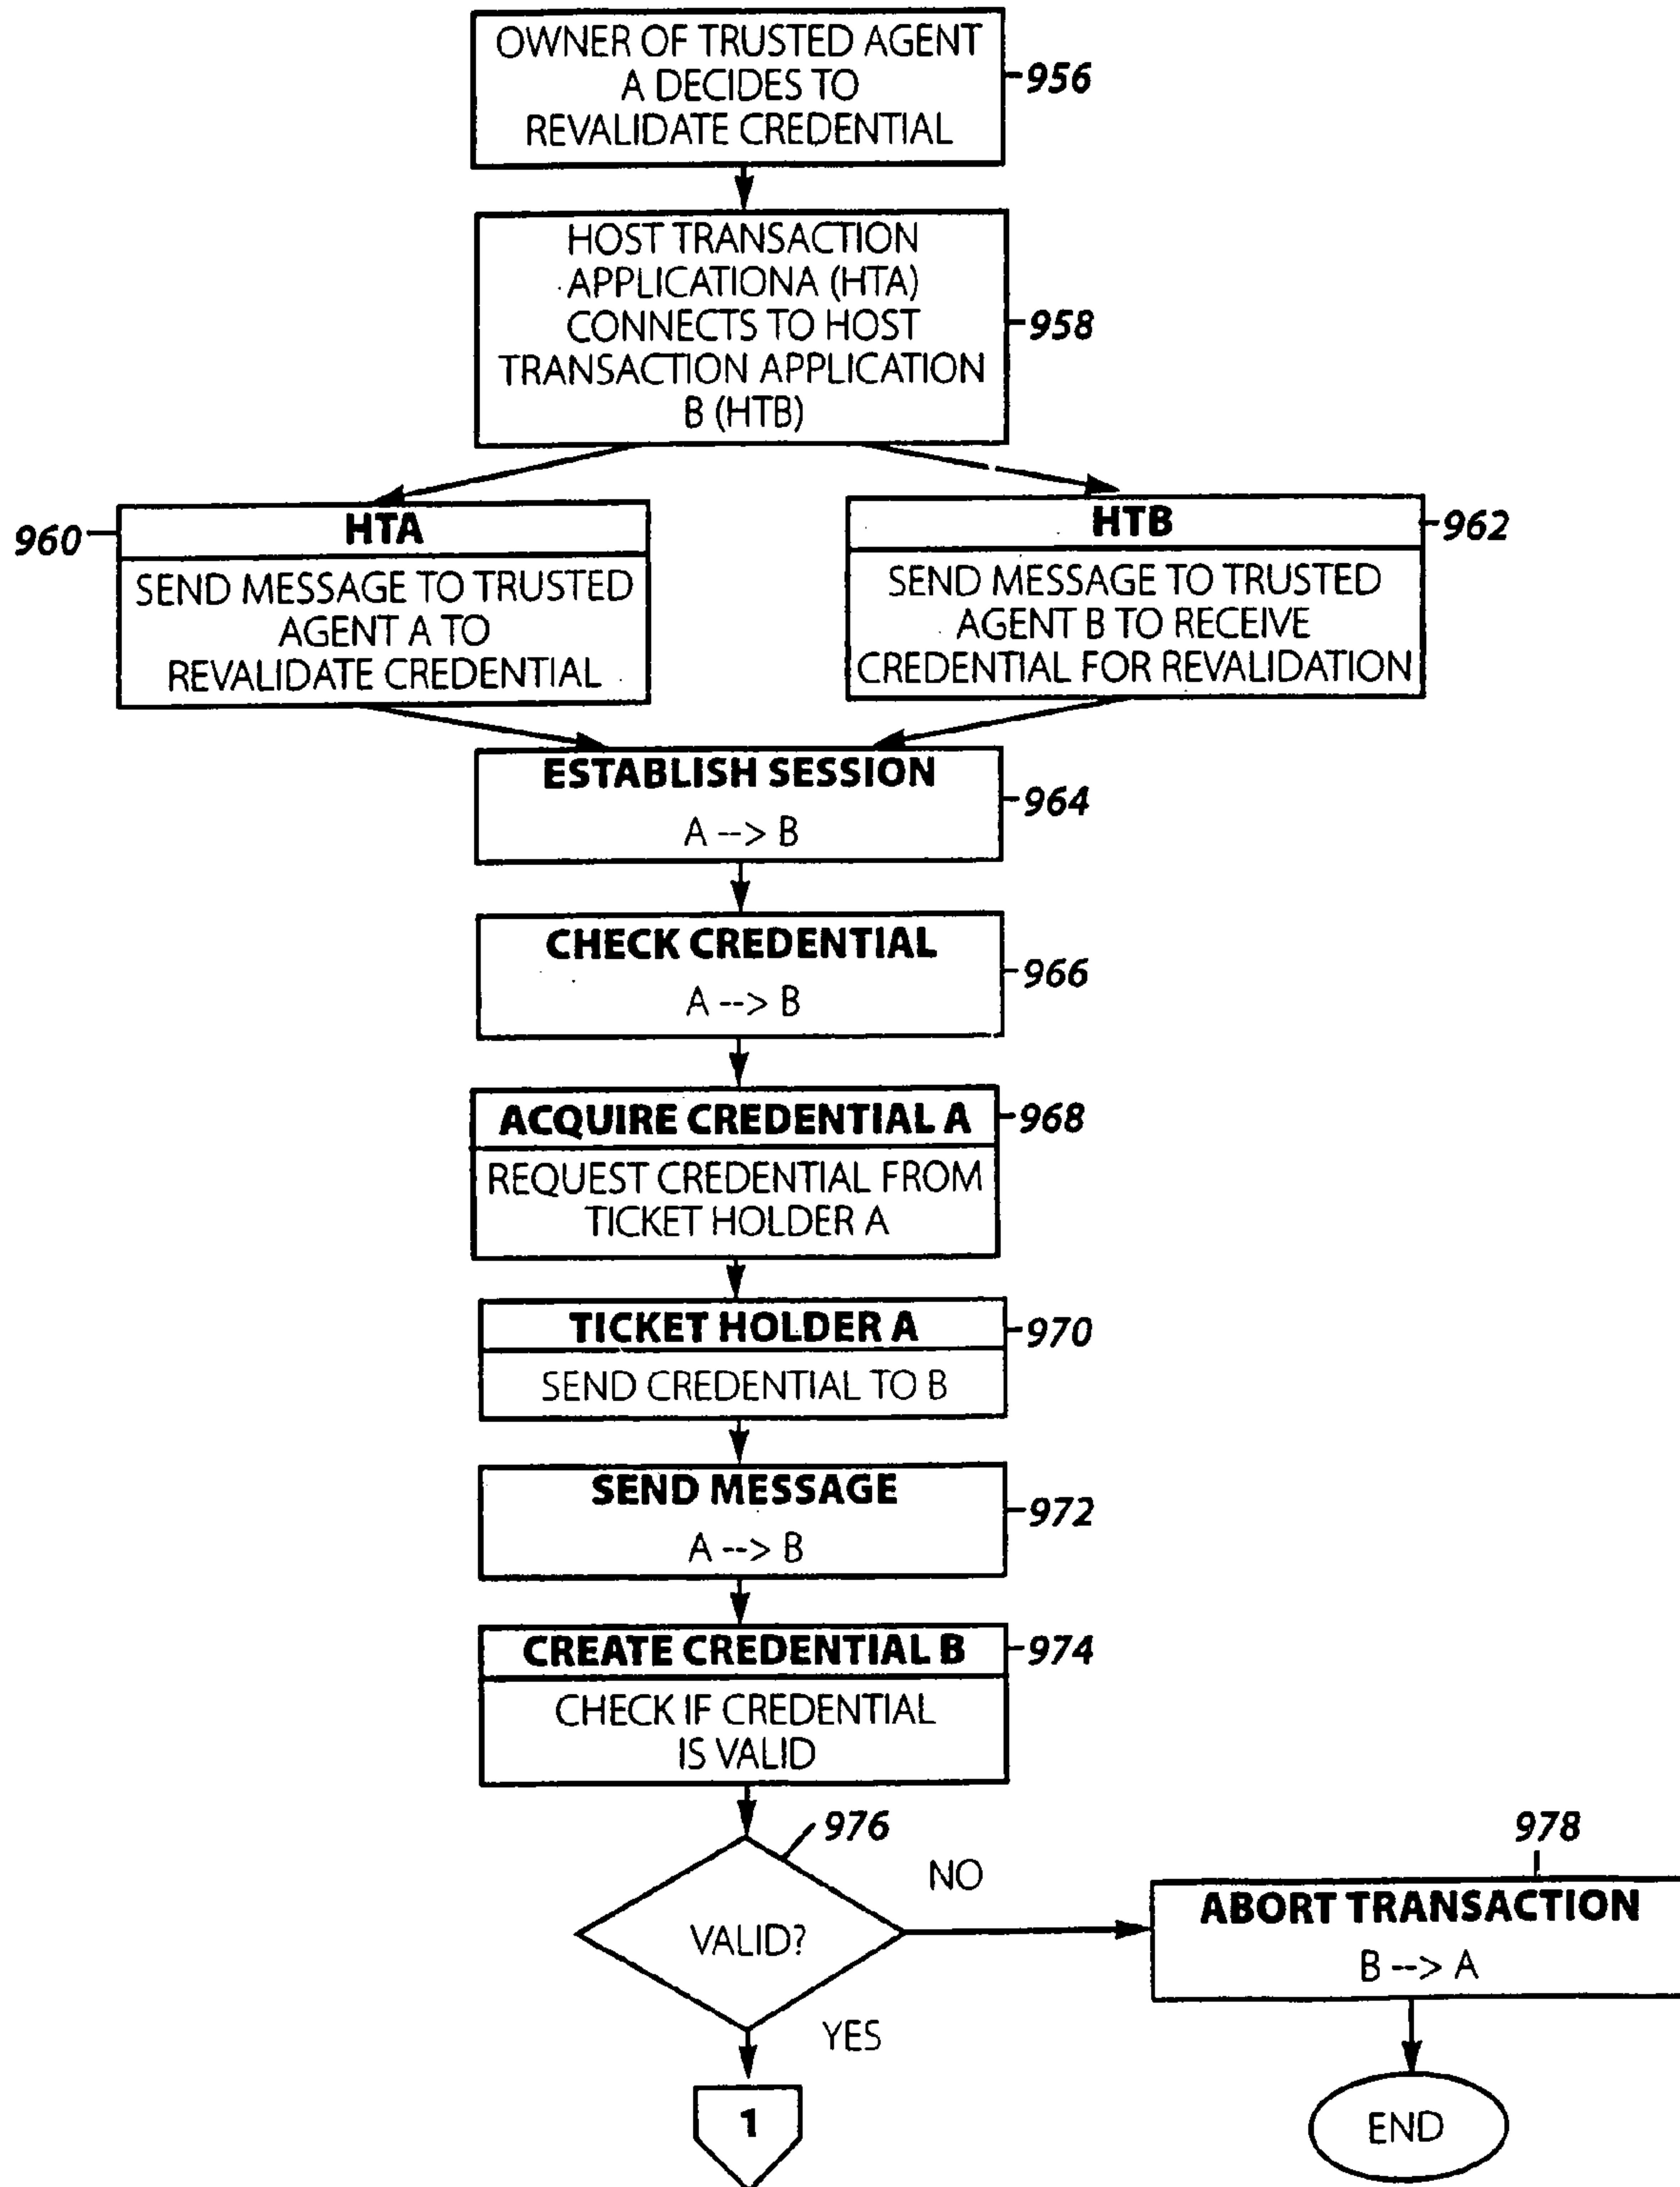 OWNER OF TRUSTED AGENT
A DECIDES TO
REVALIDATE CREDENTIAL
956
HOST TRANSACTION
APPLICATIONA (HTA)
CONNECTS TO HOST
TRANSACTION APPLICATION
B (HTB)
958
960
HTA
SEND MESSAGE TO TRUSTED
AGENT A TO
REVALIDATE CREDENTIAL
HTB
962
SEND MESSAGE TO TRUSTED
AGENT B TO RECEIVE
CREDENTIAL FOR REVALIDATION
ESTABLISH SESSION
A --> B
964
CHECK CREDENTIAL
A --> B
966
ACQUIRE CREDENTIAL A
968
REQUEST CREDENTIAL FROM
TICKET HOLDER A
TICKET HOLDER A
970
SEND CREDENTIAL TO B
SEND MESSAGE
A --> B
972
CREATE CREDENTIAL B
974
CHECK IF CREDENTIAL
IS VALID
976
VALID?
NO
YES
978
ABORT TRANSACTION
B --> A
1
END